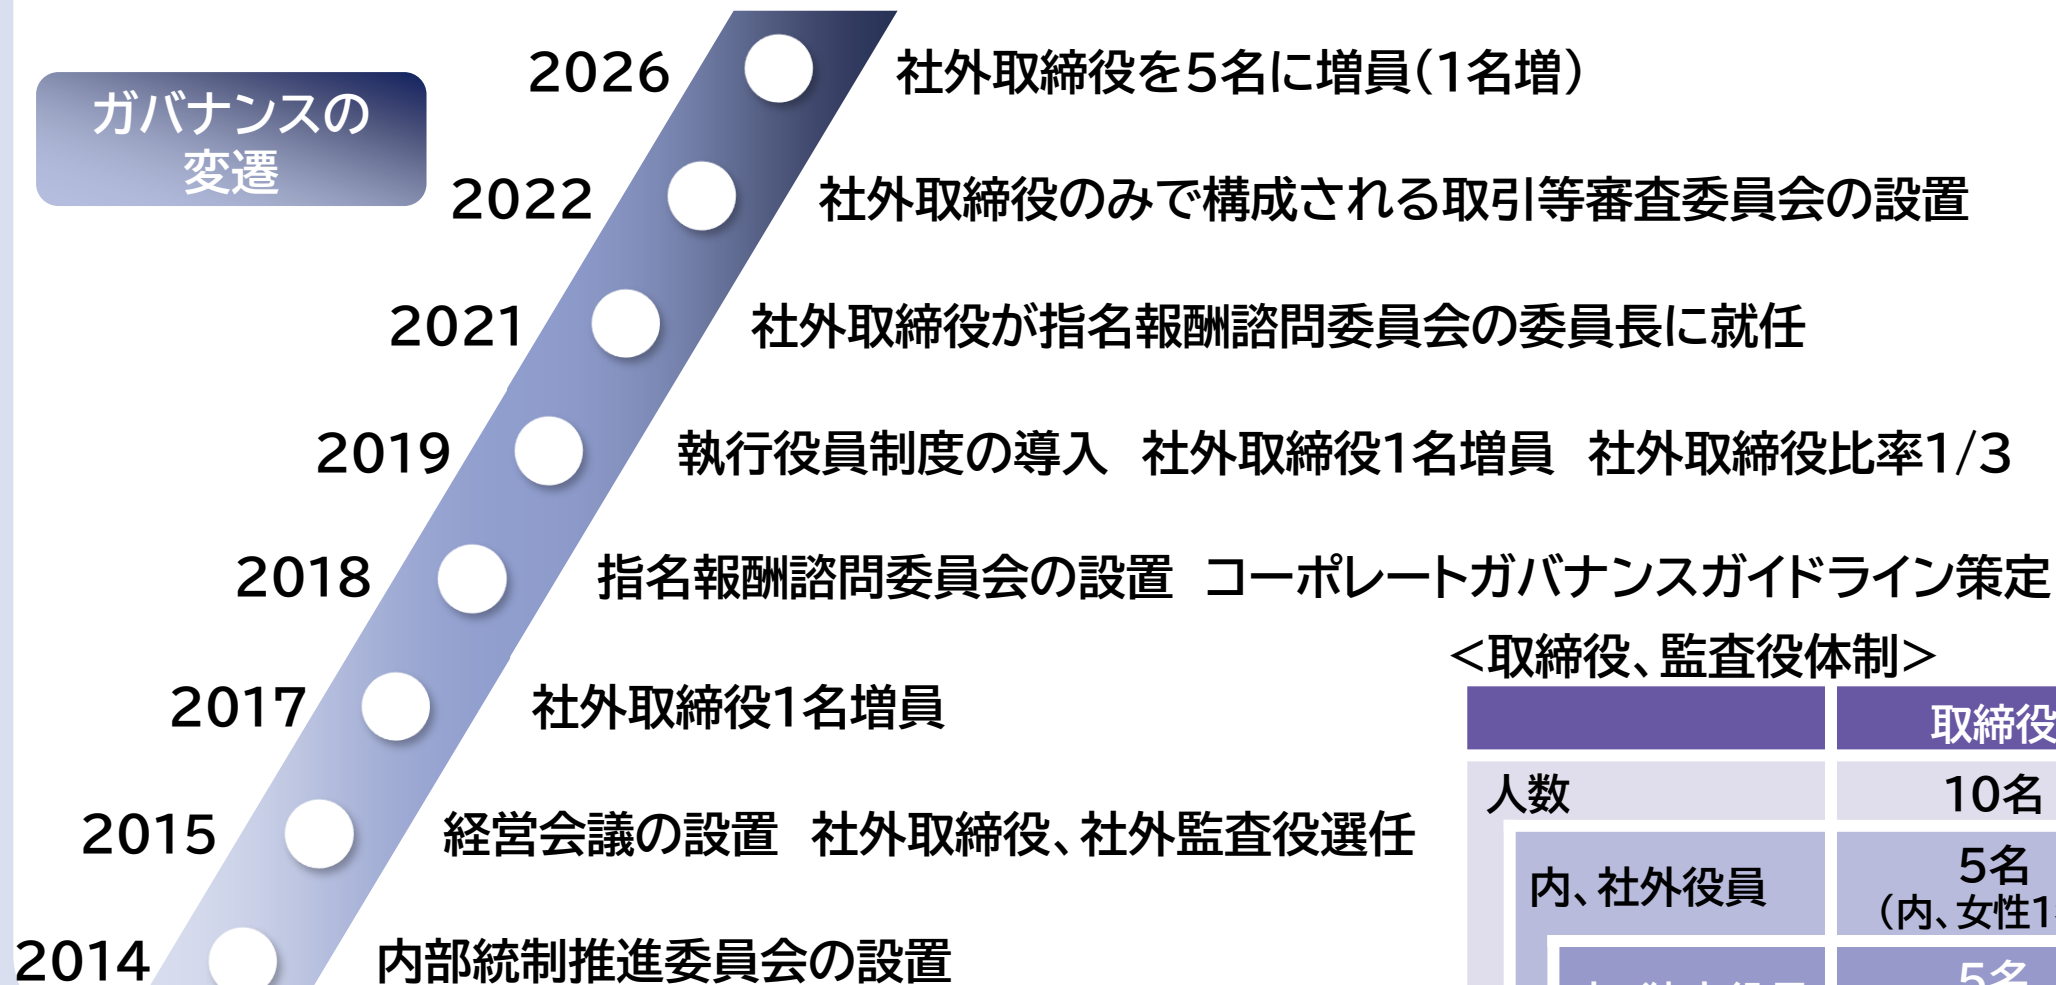 ガバナンスの
変遷
2026 社外取締役を5名に増員(1名増)
2022 社外取締役のみで構成される取引等審査委員会の設置
2021 社外取締役が指名報酬諮問委員会の委員長に就任
2019 執行役員制度の導入 社外取締役1名増員 社外取締役比率1/3
2018 指名報酬諮問委員会の設置 コーポレートガバナンスガイドライン策定
2017 社外取締役1名増員
2015 経営会議の設置 社外取締役、社外監査役選任
2014 内部統制推進委員会の設置
<取締役、監査役体制>
取締役
人数 10名
内、社外役員 5名
(内、女性1
5名